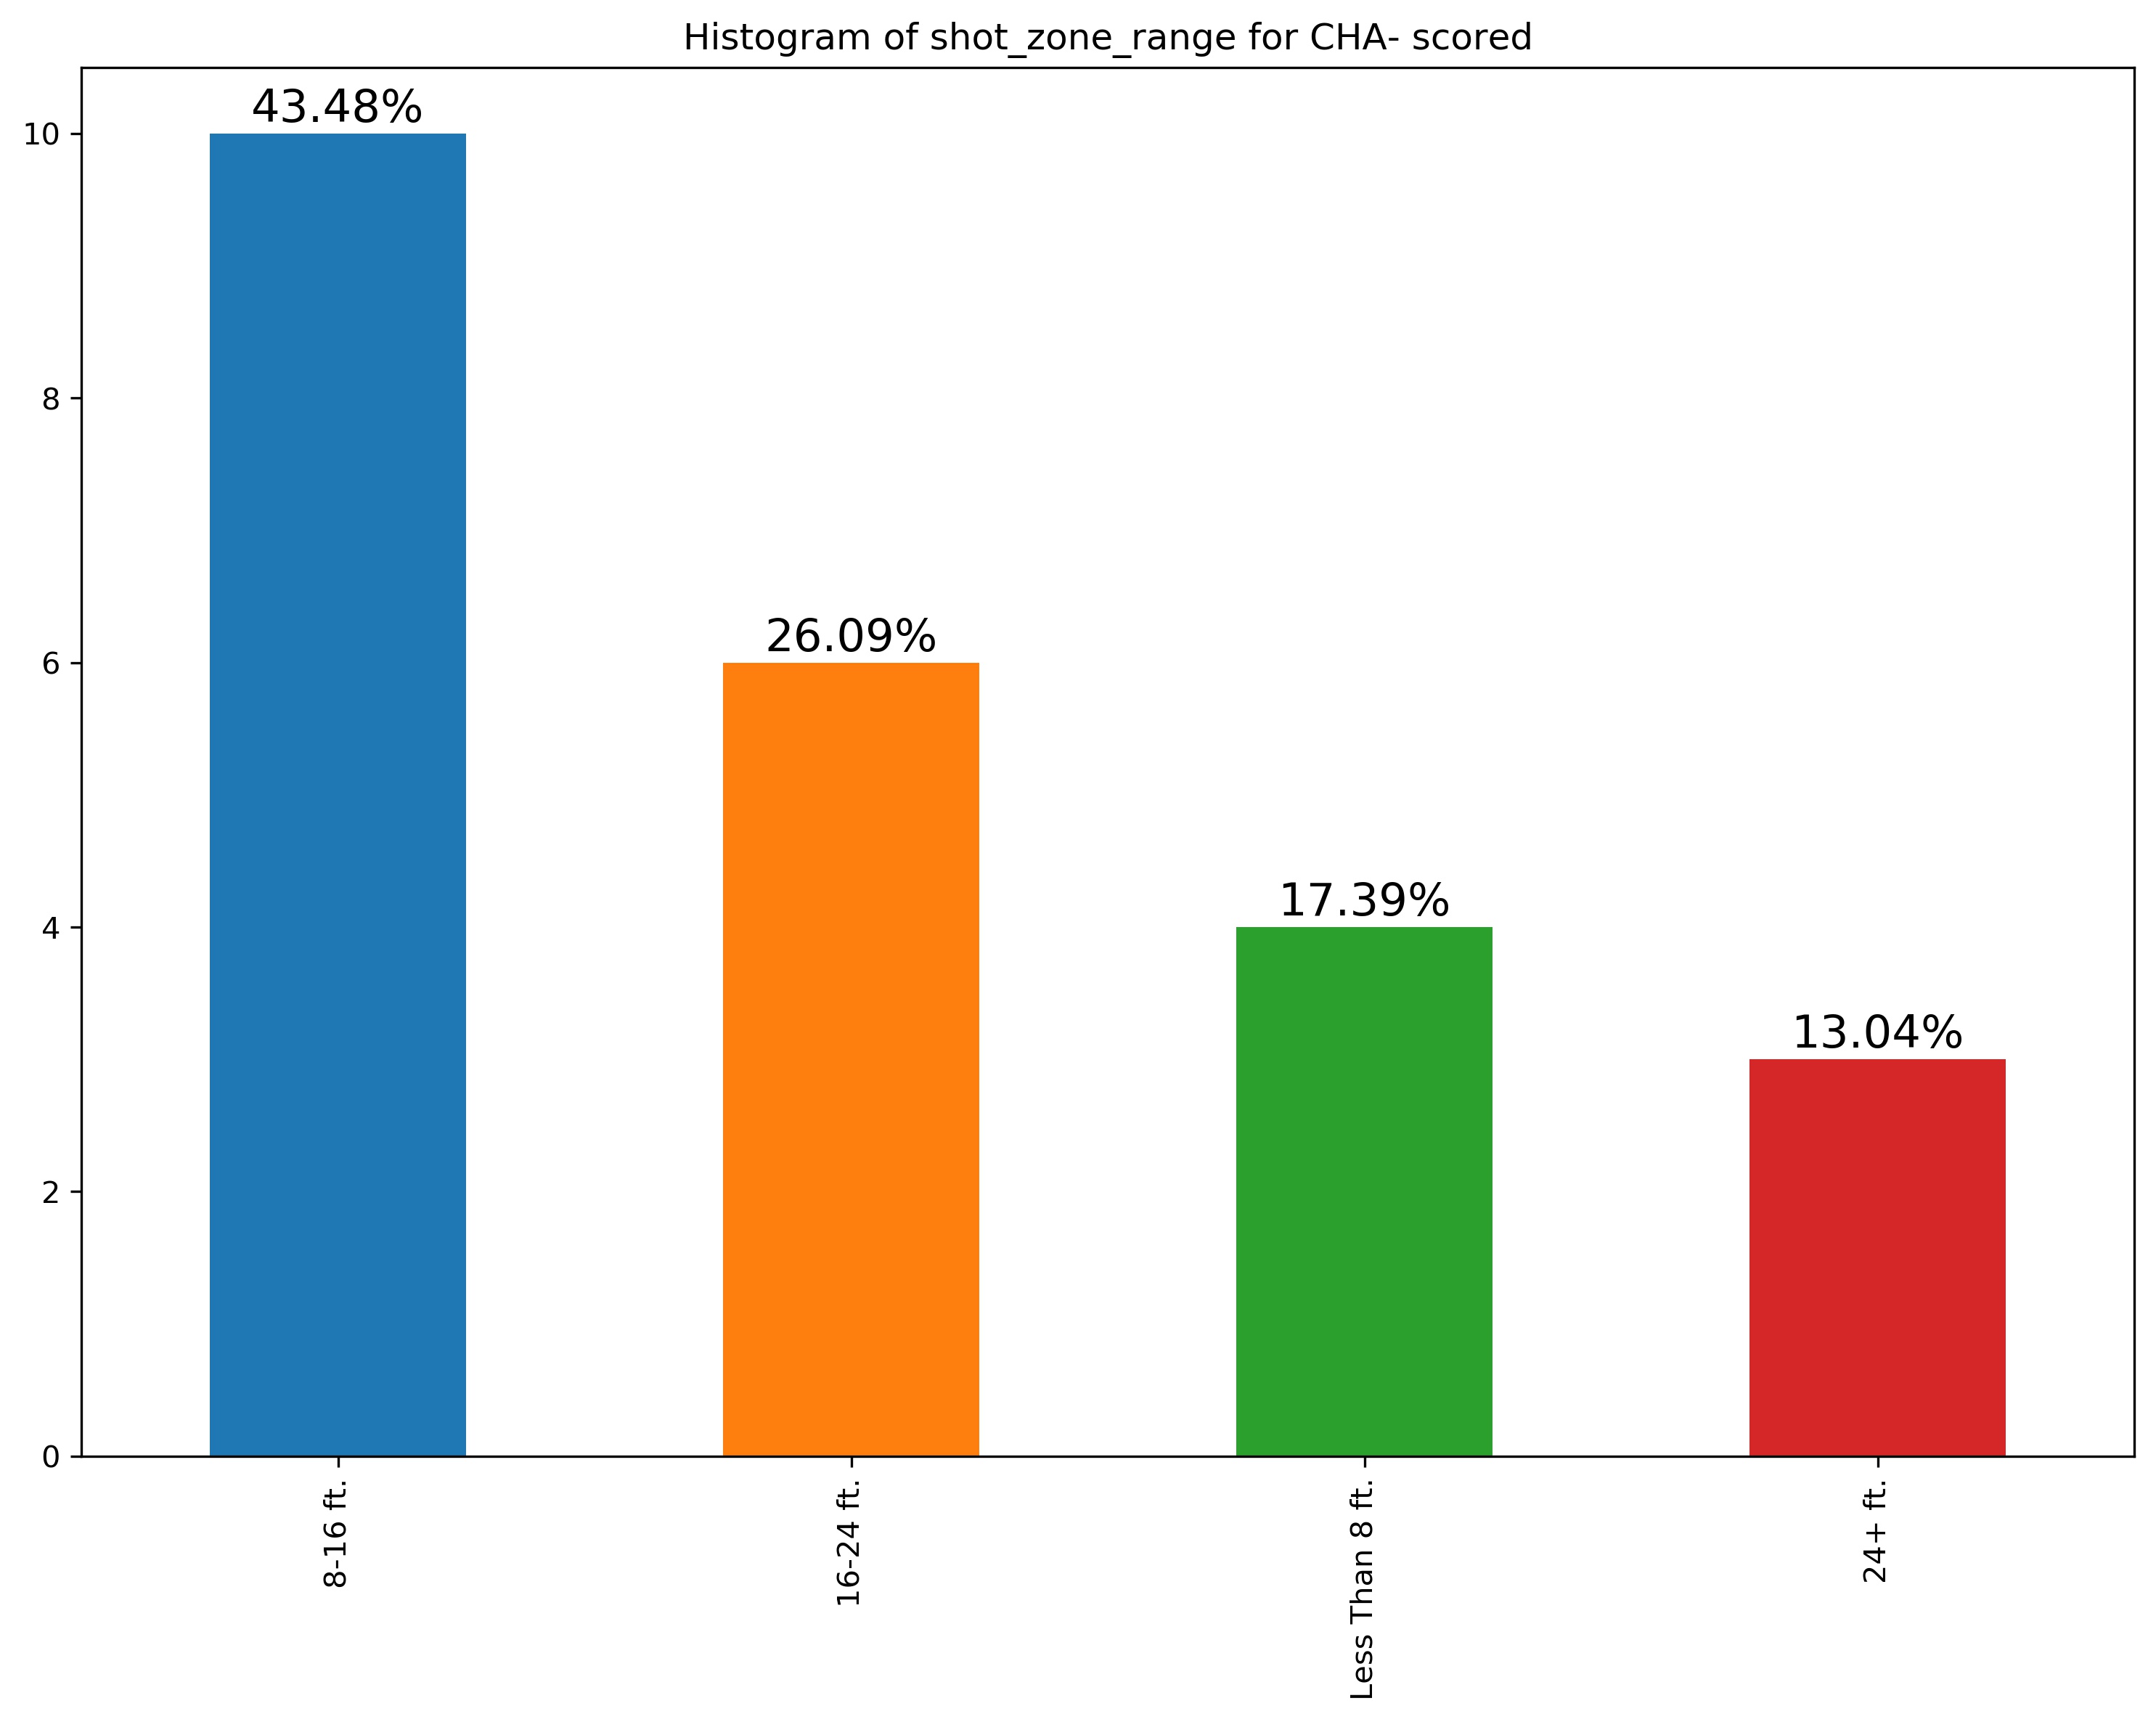 Histogram of shot_zone_range for CHA- scored
43.48%
26.09%
17.39%
13.04%
10
8
6
4
2
0
8-16 ft.
16-24 ft.
Less Than 8 ft.
24+ ft.